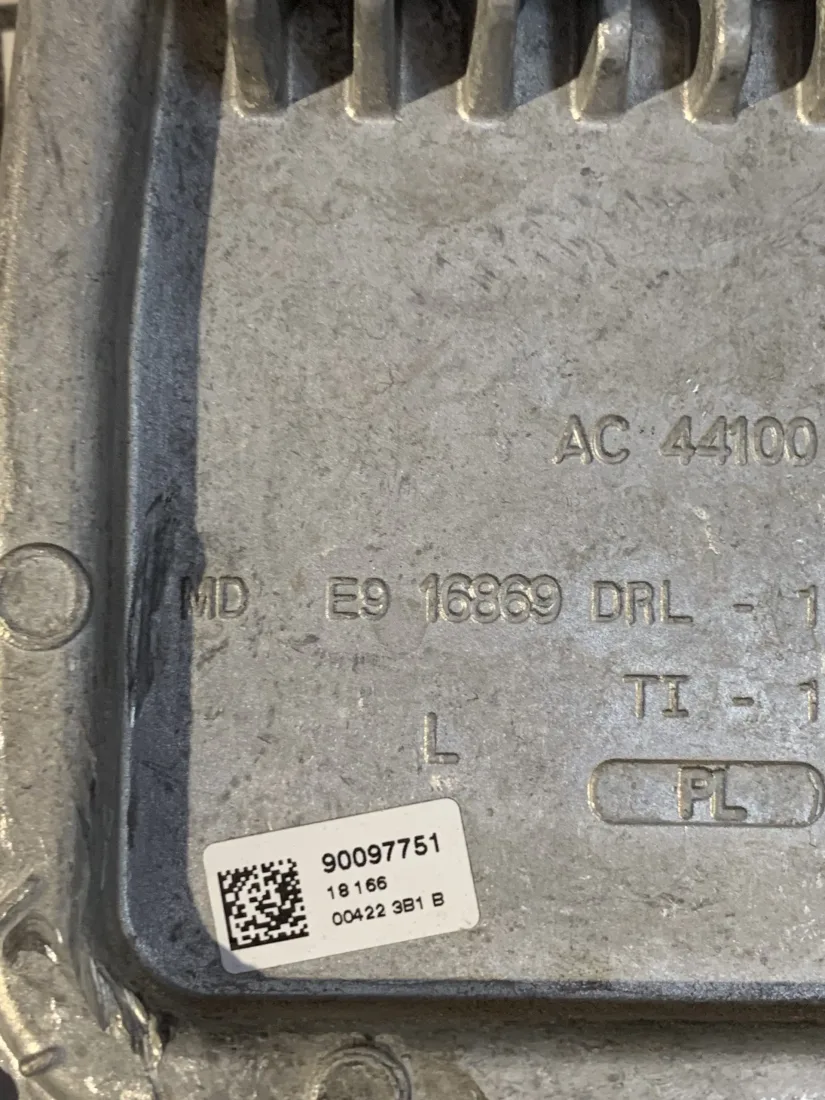 AC 44100
MD E9 16869 DRL - 1
TI - 1
L
PL
90097751
18 166
00422 3B1 B